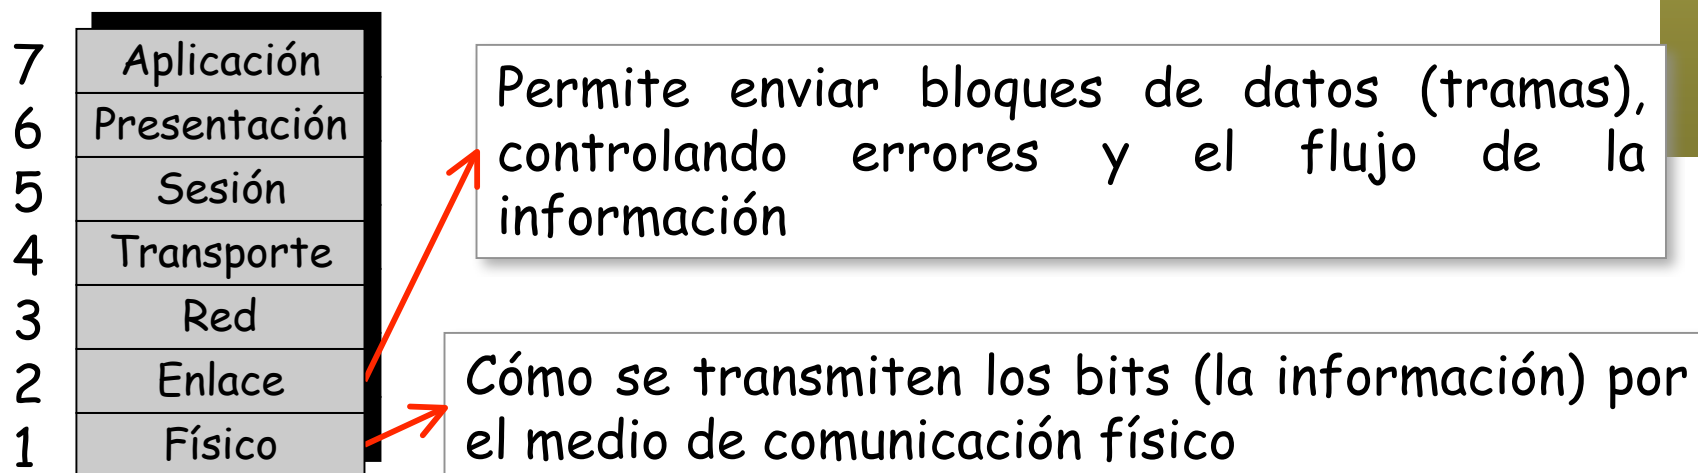 7 Aplicación
6 Presentación
5 Sesión
4 Transporte
3 Red
2 Enlace
1 Físico
Permite enviar bloques de datos (tramas),
controlando errores y el flujo de la
información
Cómo se transmiten los bits (la información) por
el medio de comunicación físico